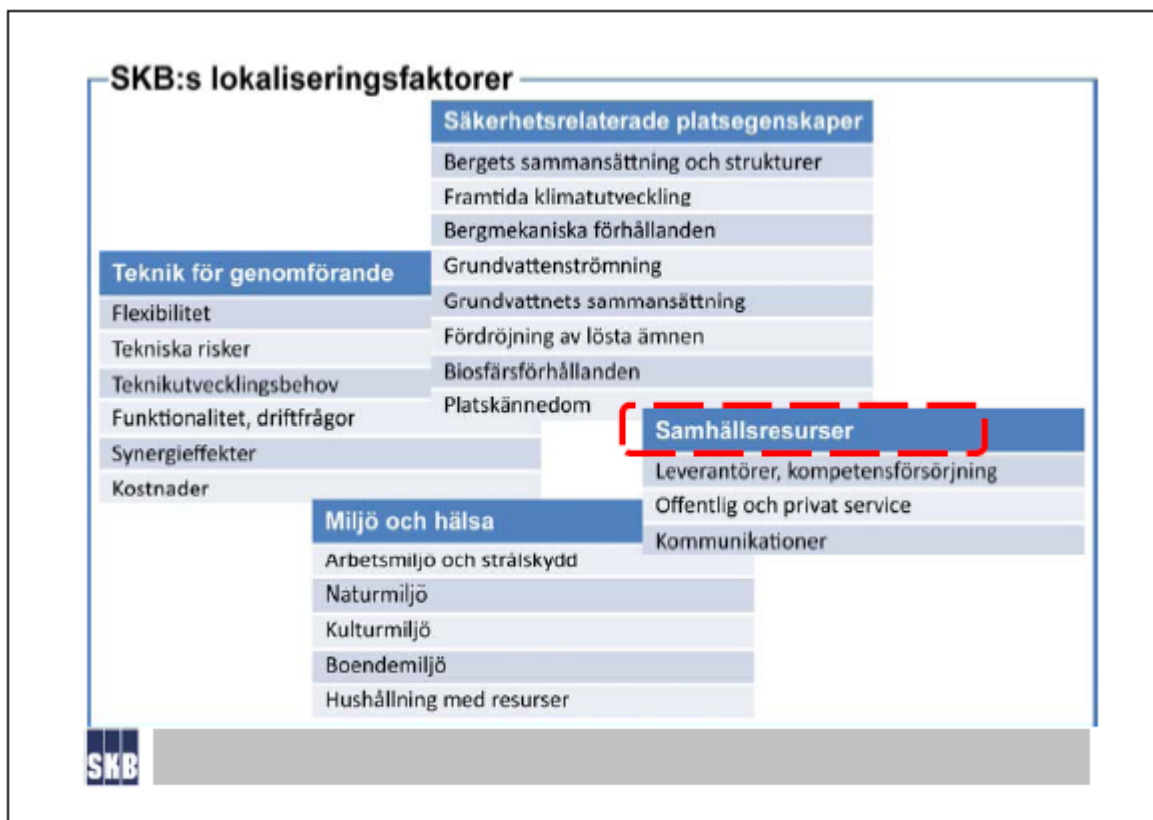 SKB:s lokaliseringsfaktorer
Säkerhetsrelaterade platsegenskaper
Bergets sammansättning och strukturer
Framtida klimatutveckling
Bergmekaniska förhållanden
Grundvattenströmning
Grundvattnets sammansättning
Fördröjning av lösta ämnen
Biosfärsförhållanden
Platskännedom
Teknik för genomförande
Flexibilitet
Tekniska risker
Teknikutvecklingsbehov
Funktionalitet, driftfrågor
Synergieffekter
Kostnader
Samhällsresurser
Leverantörer, kompetensförsörjning
Offentlig och privat service
Kommunikationer
Miljö och hälsa
Arbetsmiljö och strålskydd
Naturmiljö
Kulturmiljö
Boendemiljö
Hushållning med resurser
SKB